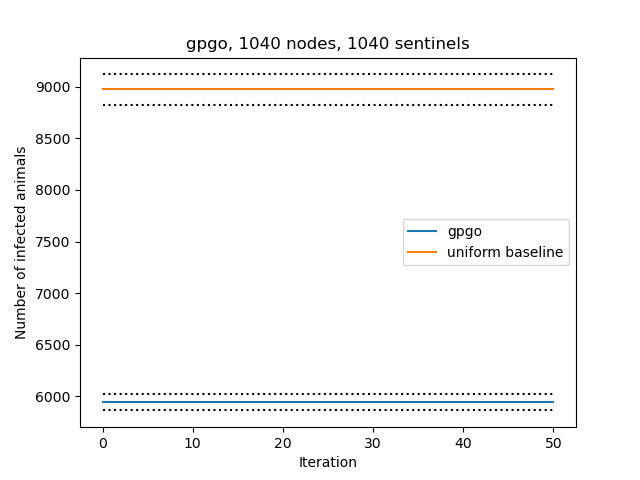 gpgo, 1040 nodes, 1040 sentinels
Number of infected animals
9000
8500
8000
7500
7000
6500
6000
gpgo
uniform baseline
0 10 20 30 40 50
Iteration